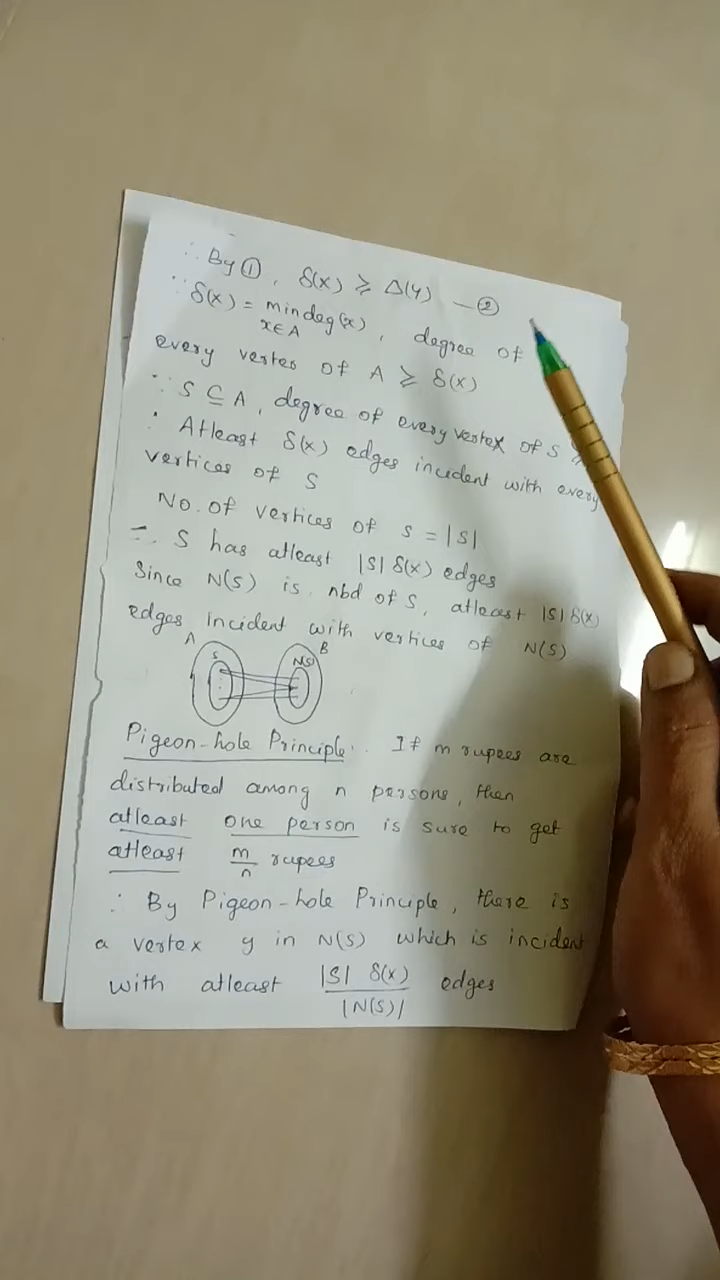 ∴ By ①, δ(x) ≥ Δ(y) — ②
∵ δ(x) = min deg(x), degree of
x∈A
every vertex of A ≥ δ(x)
∵ S ⊆ A, degree of every vertex of S
∴ Atleast δ(x) edges incident with every
vertices of S
No. of vertices of S = |S|
∴ S has atleast |S| δ(x) edges
Since N(S) is nbd of S, atleast |S| δ(x)
edges incident with vertices of N(S)
A B
S N(S)
Pigeon-hole Principle: If m rupees are
distributed among n persons, then
atleast one person is sure to get
atleast m/n rupees
∴ By Pigeon-hole Principle, there is
a vertex y in N(S) which is incident
with atleast |S| δ(x) / |N(S)| edges